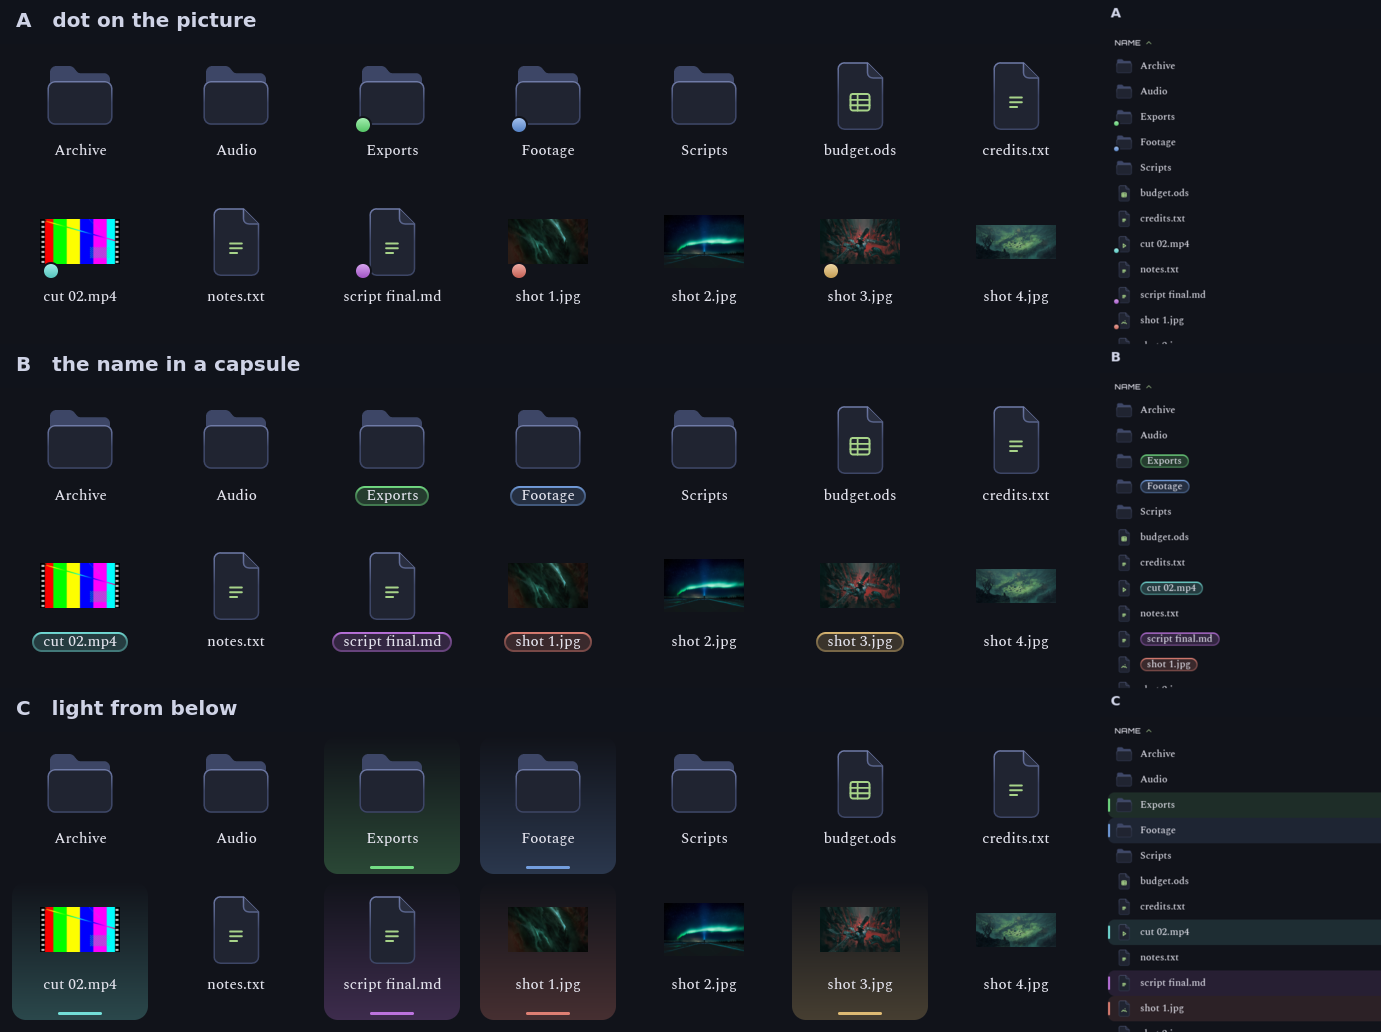 A dot on the picture
Archive Audio Exports Footage Scripts budget.ods credits.txt
cut 02.mp4 notes.txt script final.md shot 1.jpg shot 2.jpg shot 3.jpg shot 4.jpg
A
NAME
Archive
Audio
Exports
Footage
Scripts
budget.ods
credits.txt
cut 02.mp4
notes.txt
script final.md
shot 1.jpg
B the name in a capsule
Archive Audio Exports Footage Scripts budget.ods credits.txt
cut 02.mp4 notes.txt script final.md shot 1.jpg shot 2.jpg shot 3.jpg shot 4.jpg
B
NAME
Archive
Audio
Exports
Footage
Scripts
budget.ods
credits.txt
cut 02.mp4
notes.txt
script final.md
shot 1.jpg
C light from below
Archive Audio Exports Footage Scripts budget.ods credits.txt
cut 02.mp4 notes.txt script final.md shot 1.jpg shot 2.jpg shot 3.jpg shot 4.jpg
C
NAME
Archive
Audio
Exports
Footage
Scripts
budget.ods
credits.txt
cut 02.mp4
notes.txt
script final.md
shot 1.jpg